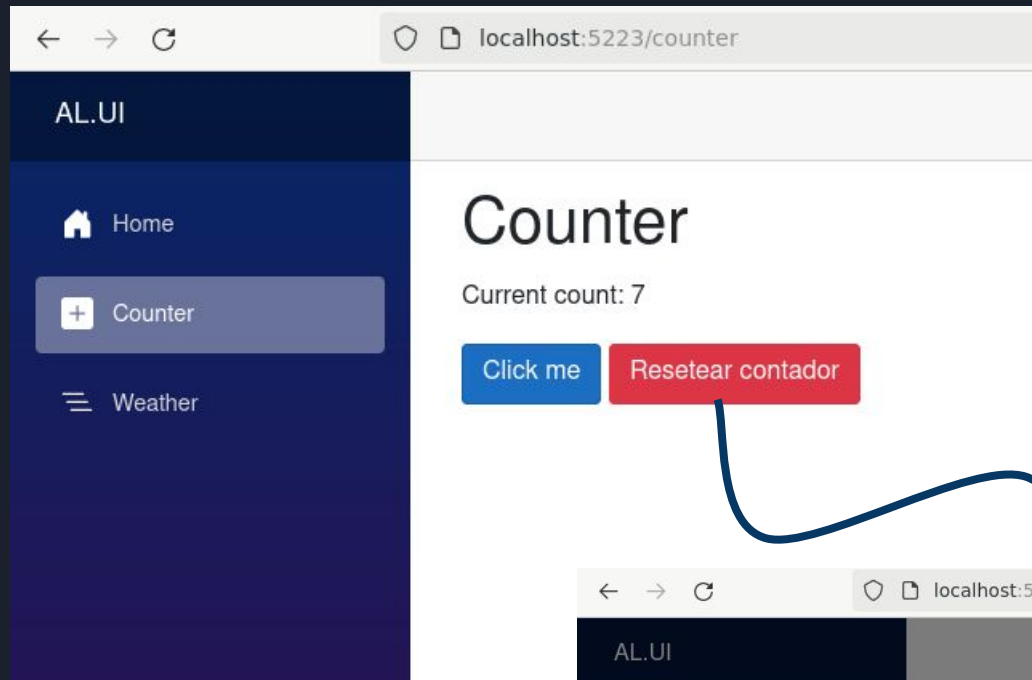 localhost:5223/counter
AL.UI
Home
Counter
Current count: 7
Counter
Click me
Resetear contador
Weather
localhost:5
AL.UI